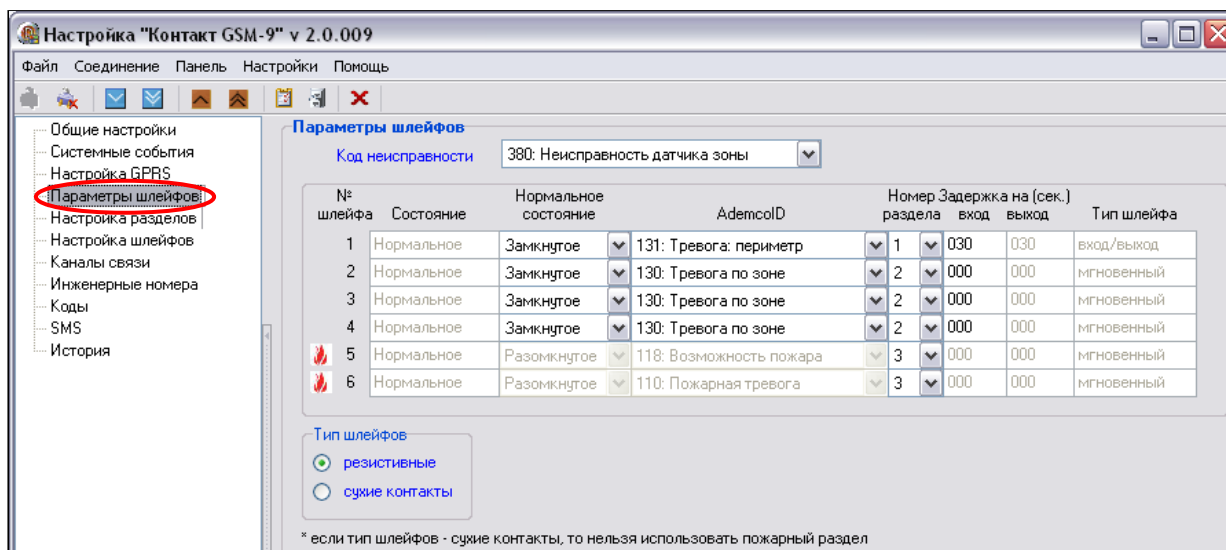 Настройка "Контакт GSM-9" v 2.0.009
Файл Соединение Панель Настройки Помощь
Общие настройки
Системные события
Настройка GPRS
Параметры шлейфов
Настройка разделов
Настройка шлейфов
Каналы связи
Инженерные номера
Коды
SMS
История
Параметры шлейфов
Код неисправности 380: Неисправность датчика зоны
№ шлейфа Состояние Нормальное состояние AdemcoID Номер раздела Задержка на (сек.) вход выход Тип шлейфа
1 Нормальное Замкнутое 131: Тревога: периметр 1 030 030 вход/выход
2 Нормальное Замкнутое 130: Тревога по зоне 2 000 000 мгновенный
3 Нормальное Замкнутое 130: Тревога по зоне 2 000 000 мгновенный
4 Нормальное Замкнутое 130: Тревога по зоне 2 000 000 мгновенный
5 Нормальное Разомкнутое 118: Возможность пожара 3 000 000 мгновенный
6 Нормальное Разомкнутое 110: Пожарная тревога 3 000 000 мгновенный
Тип шлейфов
резистивные
сухие контакты
* если тип шлейфов - сухие контакты, то нельзя использовать пожарный раздел